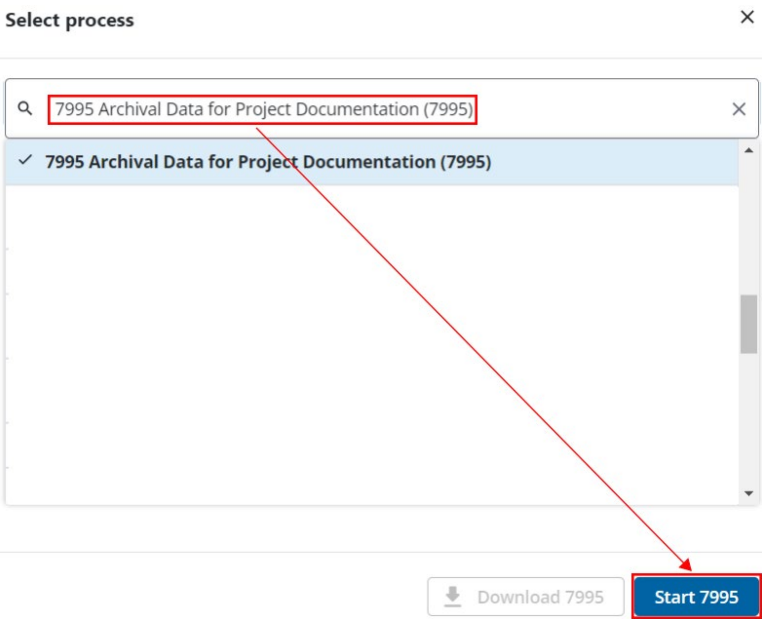 Select process
7995 Archival Data for Project Documentation (7995)
7995 Archival Data for Project Documentation (7995)
Download 7995
Start 7995